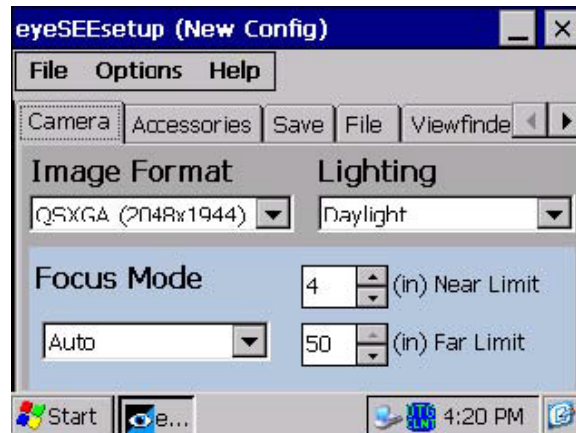 eyeSEEsetup (New Config)
File Options Help
Camera Accessories Save File Viewfinde
Image Format Lighting
QSXGA (2048x1944) Daylight
Focus Mode
4 (in) Near Limit
Auto
50 (in) Far Limit
Start e... 4:20 PM